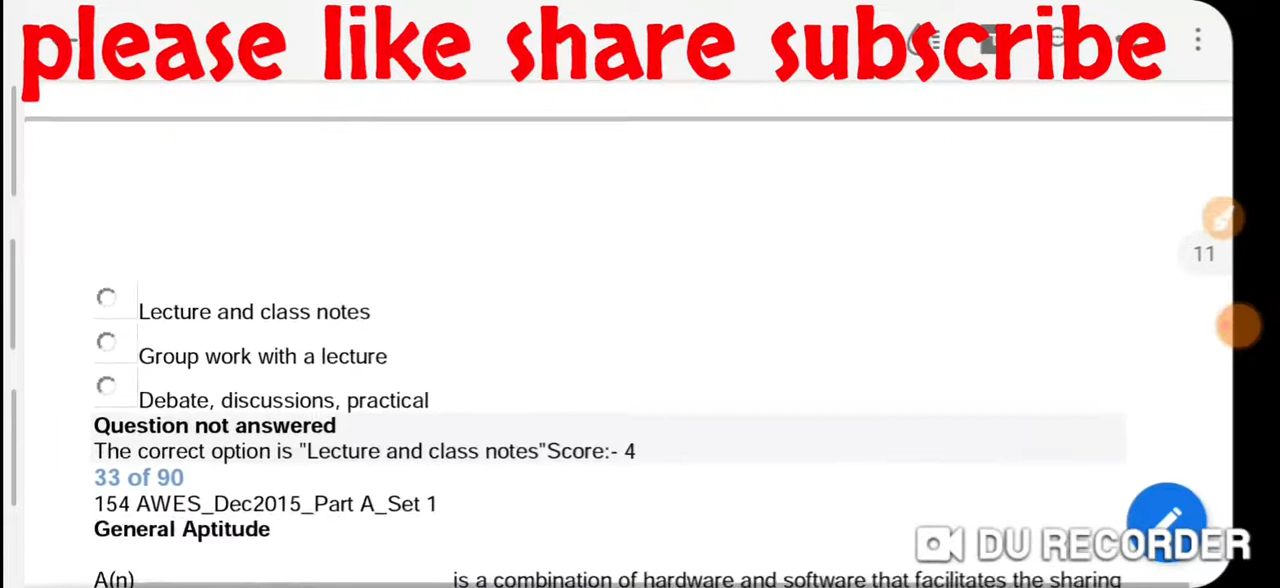 please like share subscribe
11
Lecture and class notes
Group work with a lecture
Debate, discussions, practical
Question not answered
The correct option is "Lecture and class notes"Score:- 4
33 of 90
154 AWES_Dec2015_Part A_Set 1
General Aptitude
A(n) is a combination of hardware and software that facilitates the sharing
DU RECORDER